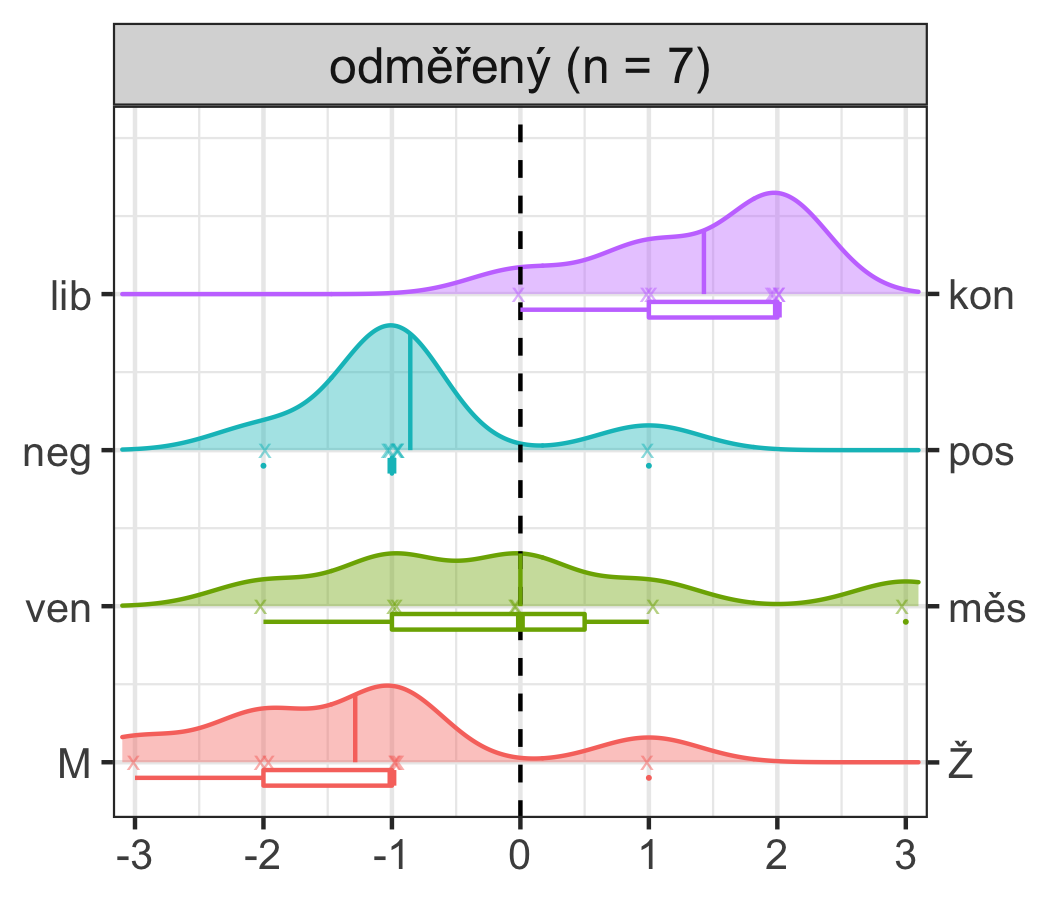 odměřený (n = 7)
lib kon
neg pos
ven měs
M Ž
-3 -2 -1 0 1 2 3